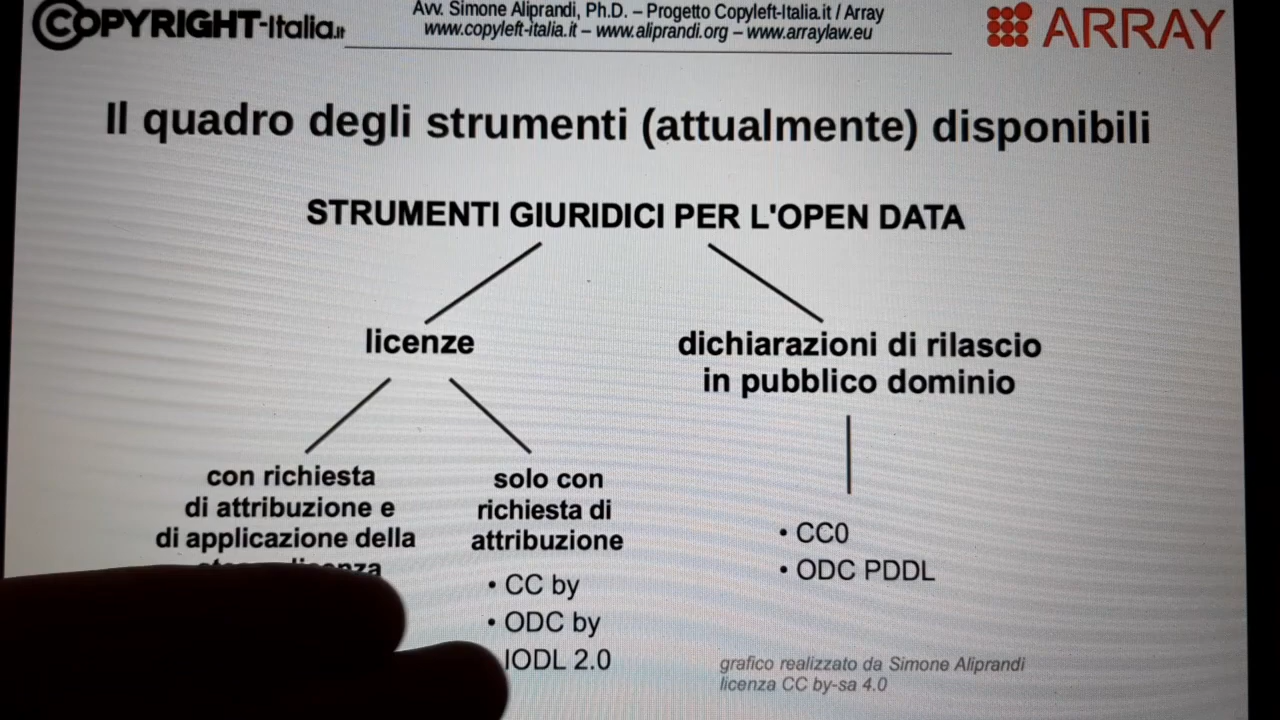 COPYRIGHT-Italia.it
Avv. Simone Aliprandi, Ph.D. – Progetto Copyleft-Italia.it / Array
www.copyleft-italia.it – www.aliprandi.org – www.arraylaw.eu
ARRAY
Il quadro degli strumenti (attualmente) disponibili
STRUMENTI GIURIDICI PER L'OPEN DATA
licenze
dichiarazioni di rilascio
in pubblico dominio
con richiesta
di attribuzione e
di applicazione della
solo con
richiesta di
attribuzione
• CC by
• ODC by
IODL 2.0
• CC0
• ODC PDDL
grafico realizzato da Simone Aliprandi
licenza CC by-sa 4.0